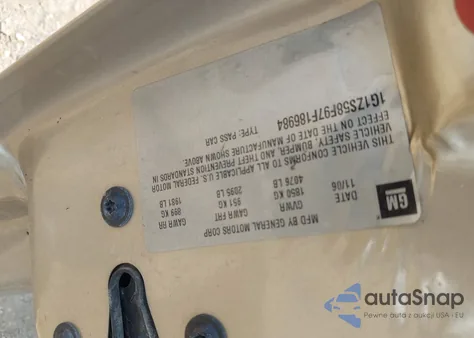 GM
MFD BY GENERAL MOTORS CORP
DATE GVWR GAWR FRT GAWR RR
11/06 1850 KG 951 KG 899 KG
4078 LB 2095 LB 1981 LB
THIS VEHICLE CONFORMS TO ALL APPLICABLE U.S. FEDERAL MOTOR
VEHICLE SAFETY, BUMPER, AND THEFT PREVENTION STANDARDS IN
EFFECT ON THE DATE OF MANUFACTURE SHOWN ABOVE.
1G1ZS58F97F186984 TYPE: PASS CAR
autoSnap
Pewne auta z aukcji USA - EU